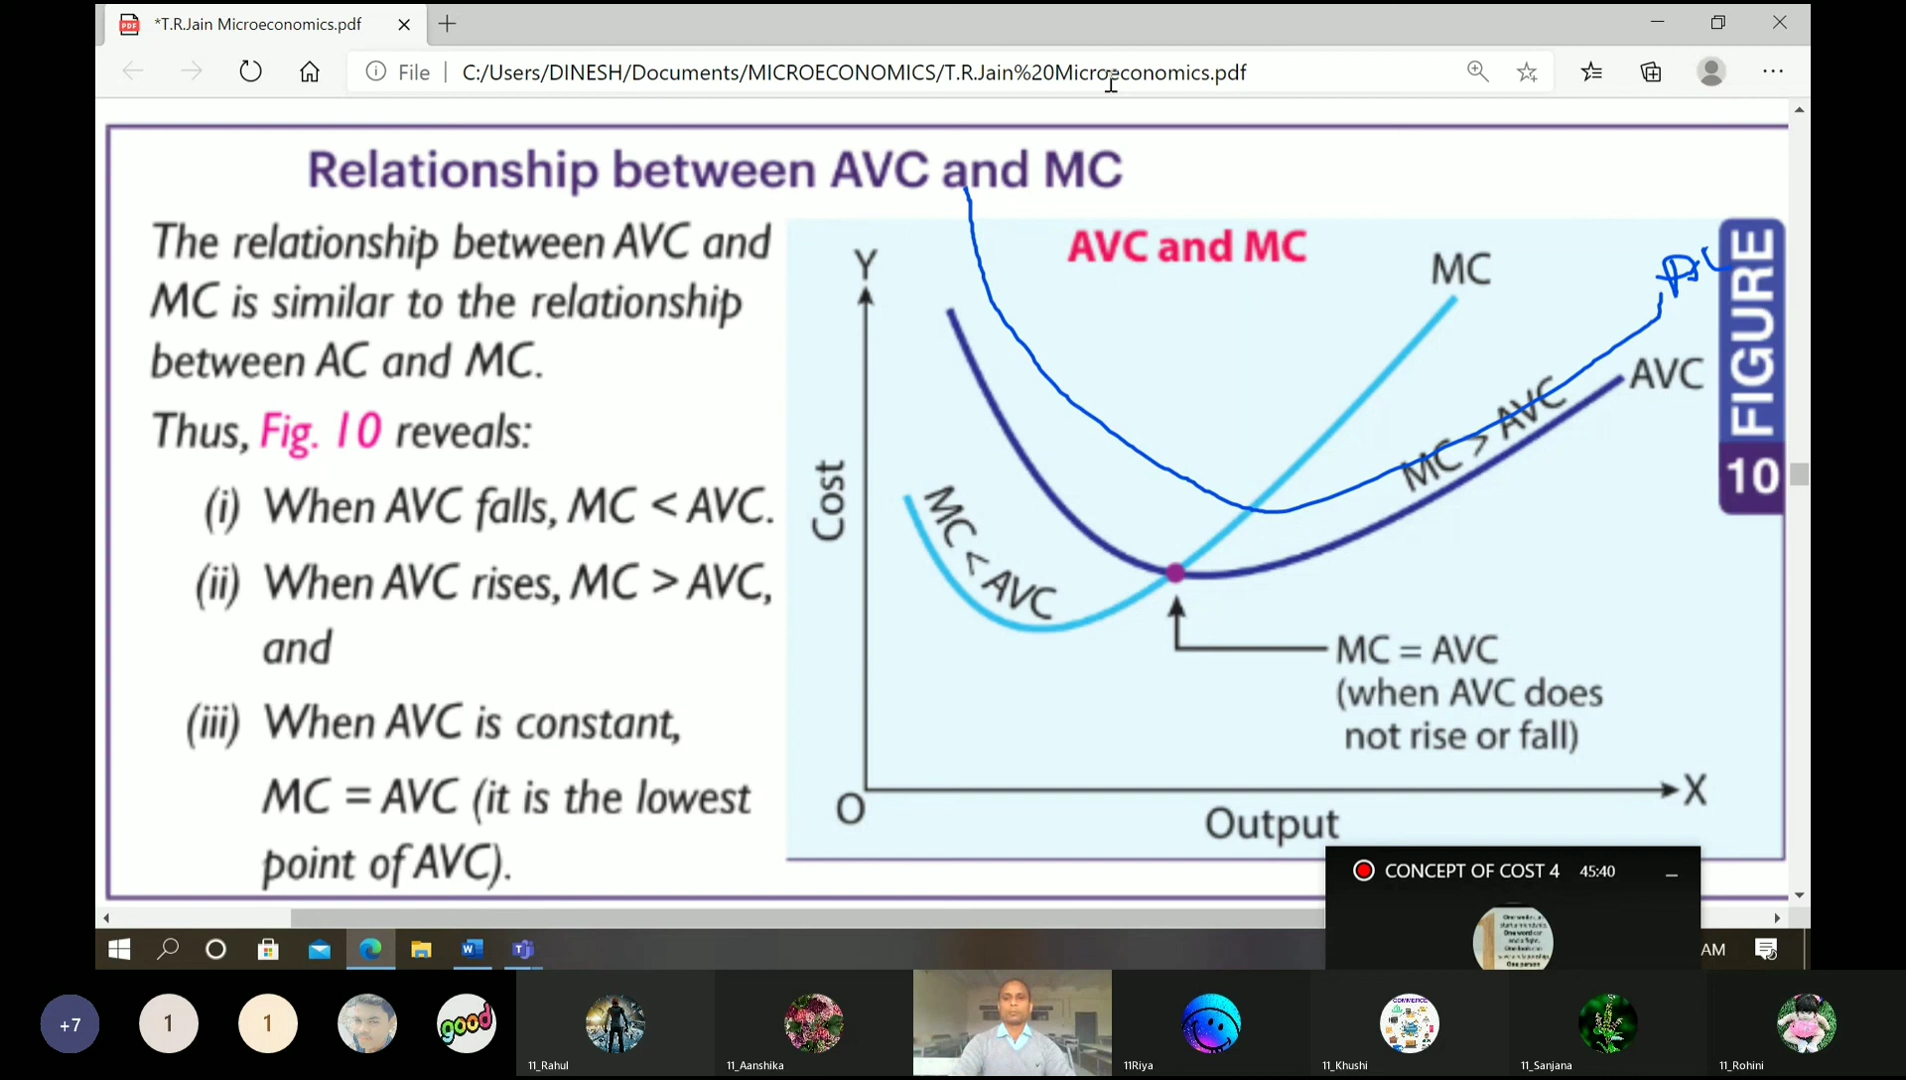 *T.R.Jain Microeconomics.pdf
File
C:/Users/DINESH/Documents/MICROECONOMICS/T.R.Jain%20Microeconomics.pdf
Relationship between AVC and MC
The relationship between AVC and
MC is similar to the relationship
between AC and MC.
Thus, Fig. 10 reveals:
(i) When AVC falls, MC < AVC.
(ii) When AVC rises, MC > AVC,
and
(iii) When AVC is constant,
MC = AVC (it is the lowest
point of AVC).
AVC and MC
Y
MC
AC
AVC
MC > AVC
Cost
MC < AVC
MC = AVC
(when AVC does
not rise or fall)
O
X
Output
FIGURE
10
CONCEPT OF COST 4 45:40
AM
+7
1
1
good
11_Rahul
11_Aanshika
11Riya
COMMERCE
11_Khushi
11_Sanjana
11_Rohini